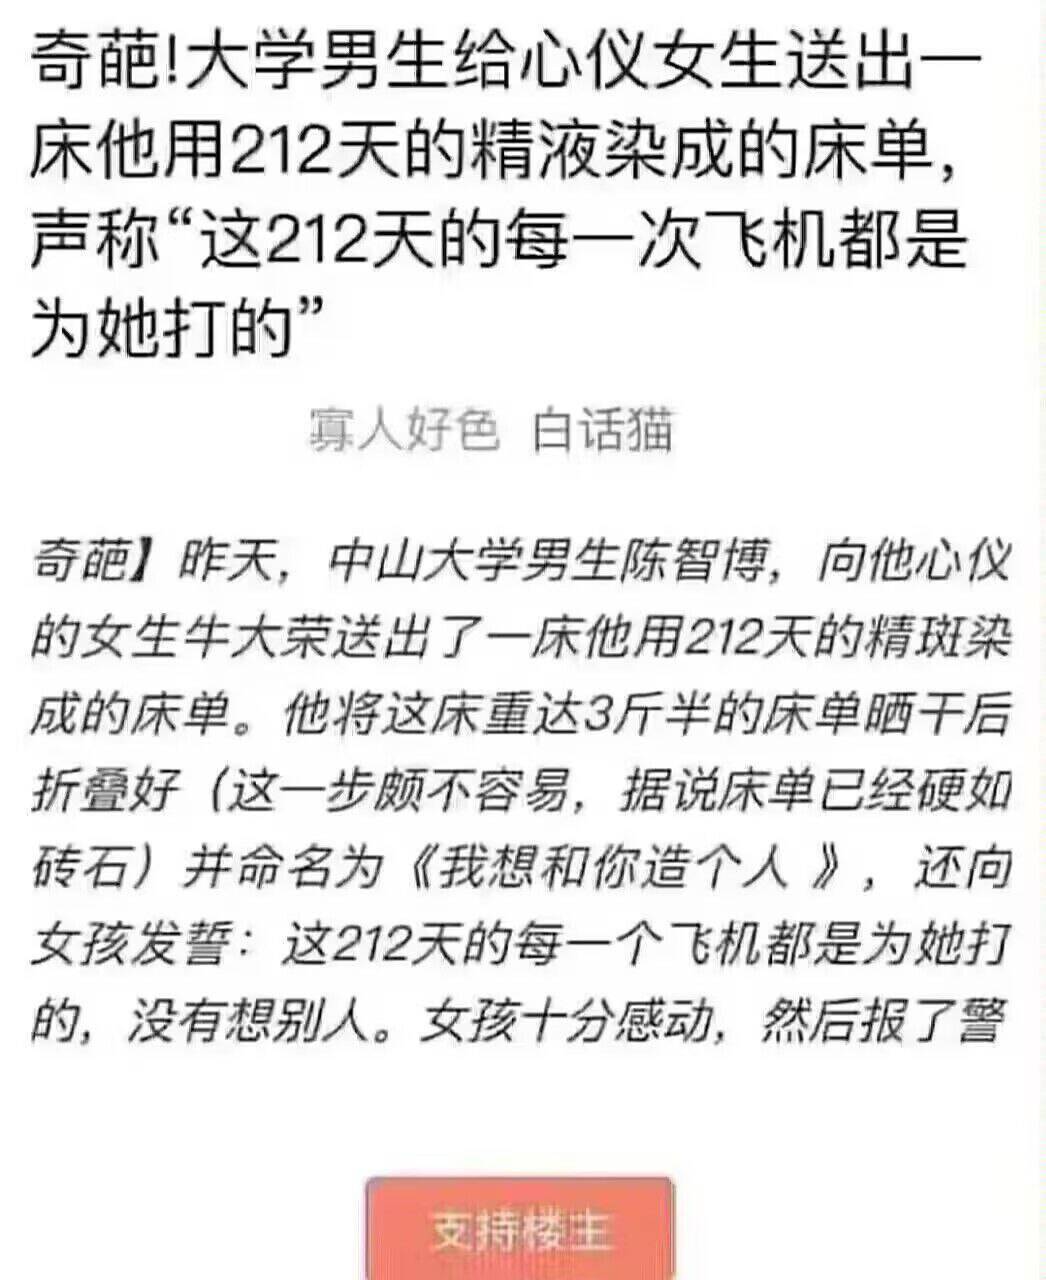 奇葩!大学男生给心仪女生送出一
床他用212天的精液染成的床单，
声称“这212天的每一次飞机都是
为她打的”
寡人好色 白话猫
奇葩】昨天，中山大学男生陈智博，向他心仪
的女生牛大荣送出了一床他用212天的精斑染
成的床单。他将这床重达3斤半的床单晒干后
折叠好（这一步颇不容易，据说床单已经硬如
砖石）并命名为《我想和你造个人 》，还向
女孩发誓：这212天的每一个飞机都是为她打
的，没有想别人。女孩十分感动，然后报了警
支持楼主